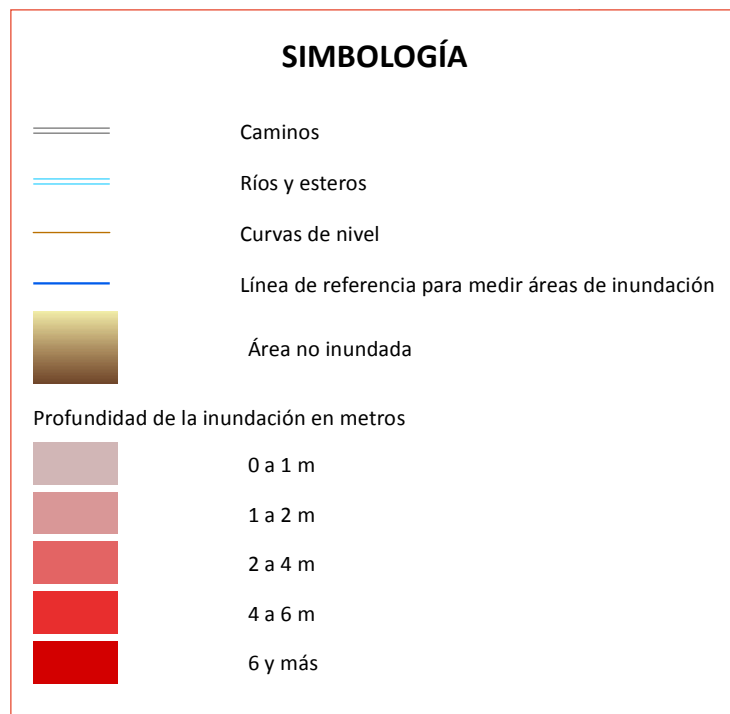 SIMBOLOGÍA
Caminos
Ríos y esteros
Curvas de nivel
Línea de referencia para medir áreas de inundación
Área no inundada
Profundidad de la inundación en metros
0 a 1 m
1 a 2 m
2 a 4 m
4 a 6 m
6 y más